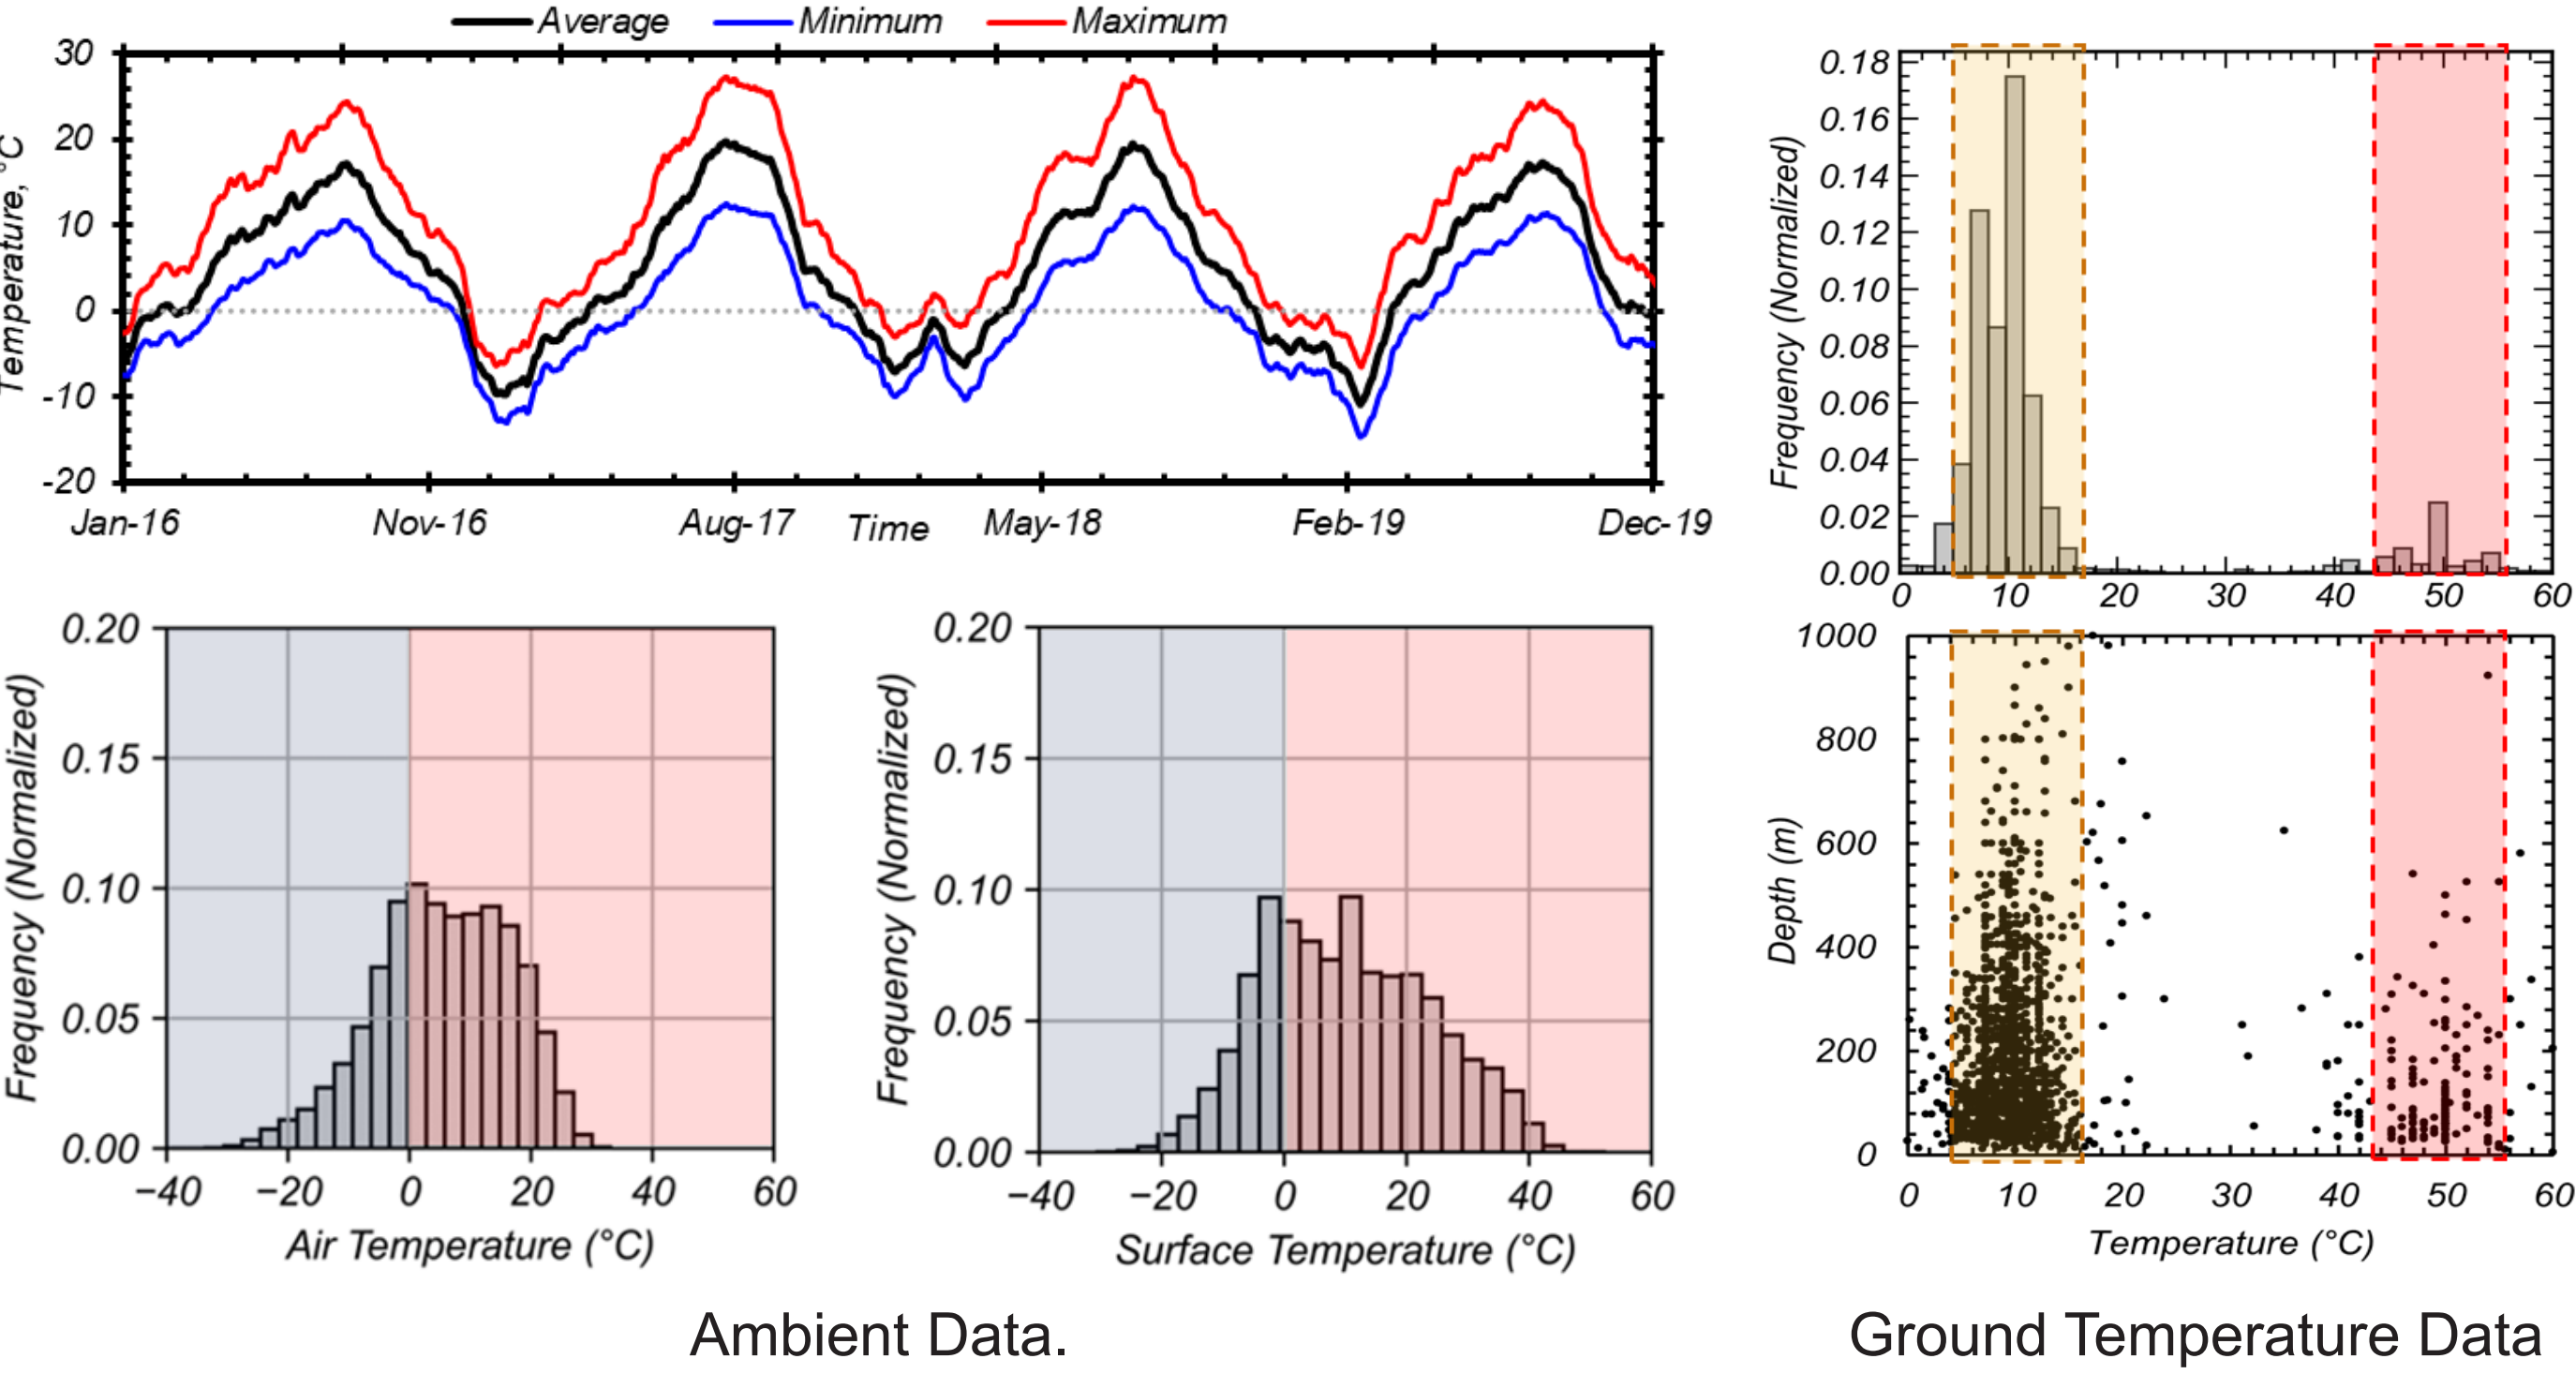 Average Minimum Maximum
Temperature, °C
30
20
10
0
-10
-20
Jan-16 Nov-16 Aug-17 Time May-18 Feb-19 Dec-19
Frequency (Normalized)
0.18
0.16
0.14
0.12
0.10
0.08
0.06
0.04
0.02
0.00
0 10 20 30 40 50 60
Frequency (Normalized)
0.20
0.15
0.10
0.05
0.00
−40 −20 0 20 40 60
Air Temperature (°C)
Frequency (Normalized)
0.20
0.15
0.10
0.05
0.00
−40 −20 0 20 40 60
Surface Temperature (°C)
Depth (m)
1000
800
600
400
200
0
0 10 20 30 40 50 60
Temperature (°C)
Ambient Data.
Ground Temperature Data